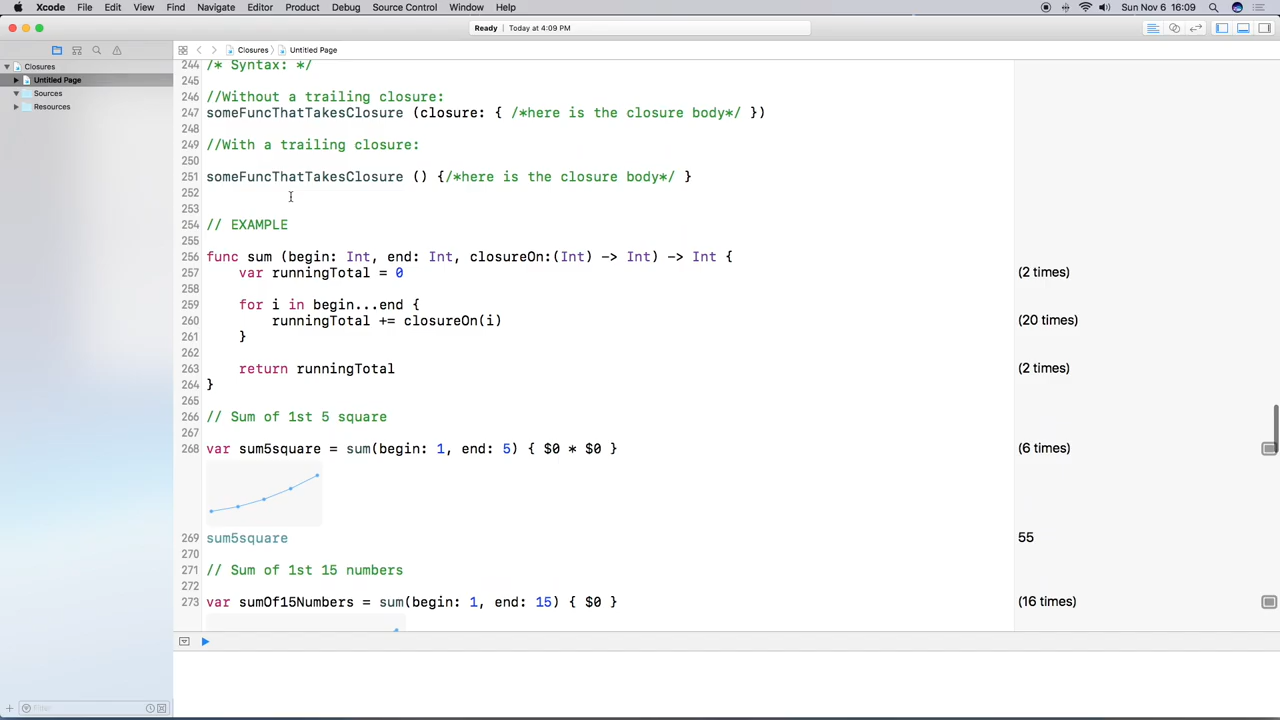 Xcode File Edit View Find Navigate Editor Product Debug Source Control Window Help Sun Nov 6 16:09
Ready Today at 4:09 PM
Closures Untitled Page
Closures
Untitled Page
Sources
Resources
244 /* Syntax: */
245
246 //Without a trailing closure:
247 someFuncThatTakesClosure (closure: { /*here is the closure body*/ })
248
249 //With a trailing closure:
250
251 someFuncThatTakesClosure () {/*here is the closure body*/ }
252
253
254 // EXAMPLE
255
256 func sum (begin: Int, end: Int, closureOn:(Int) -> Int) -> Int {
257 var runningTotal = 0 (2 times)
258
259 for i in begin...end {
260 runningTotal += closureOn(i) (20 times)
261 }
262
263 return runningTotal (2 times)
264 }
265
266 // Sum of 1st 5 square
267
268 var sum5square = sum(begin: 1, end: 5) { $0 * $0 } (6 times)
269 sum5square 55
270
271 // Sum of 1st 15 numbers
272
273 var sumOf15Numbers = sum(begin: 1, end: 15) { $0 } (16 times)
Filter